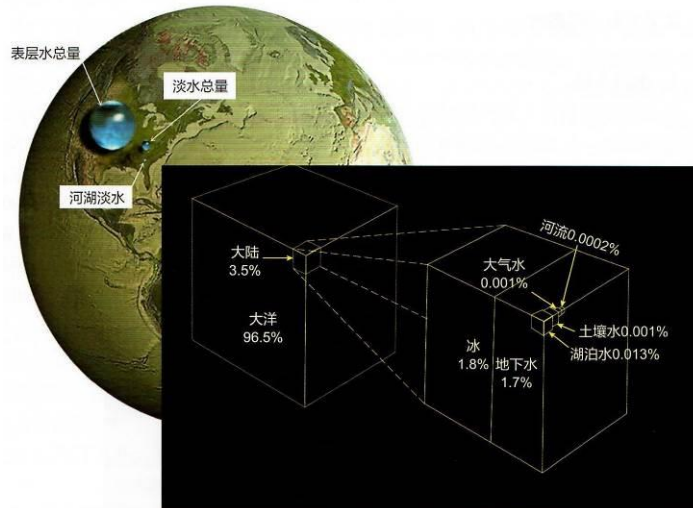 表层水总量
淡水总量
河湖淡水
大陆
3.5%
大洋
96.5%
河流0.0002%
大气水
0.001%
土壤水0.001%
湖泊水0.013%
冰
1.8%
地下水
1.7%